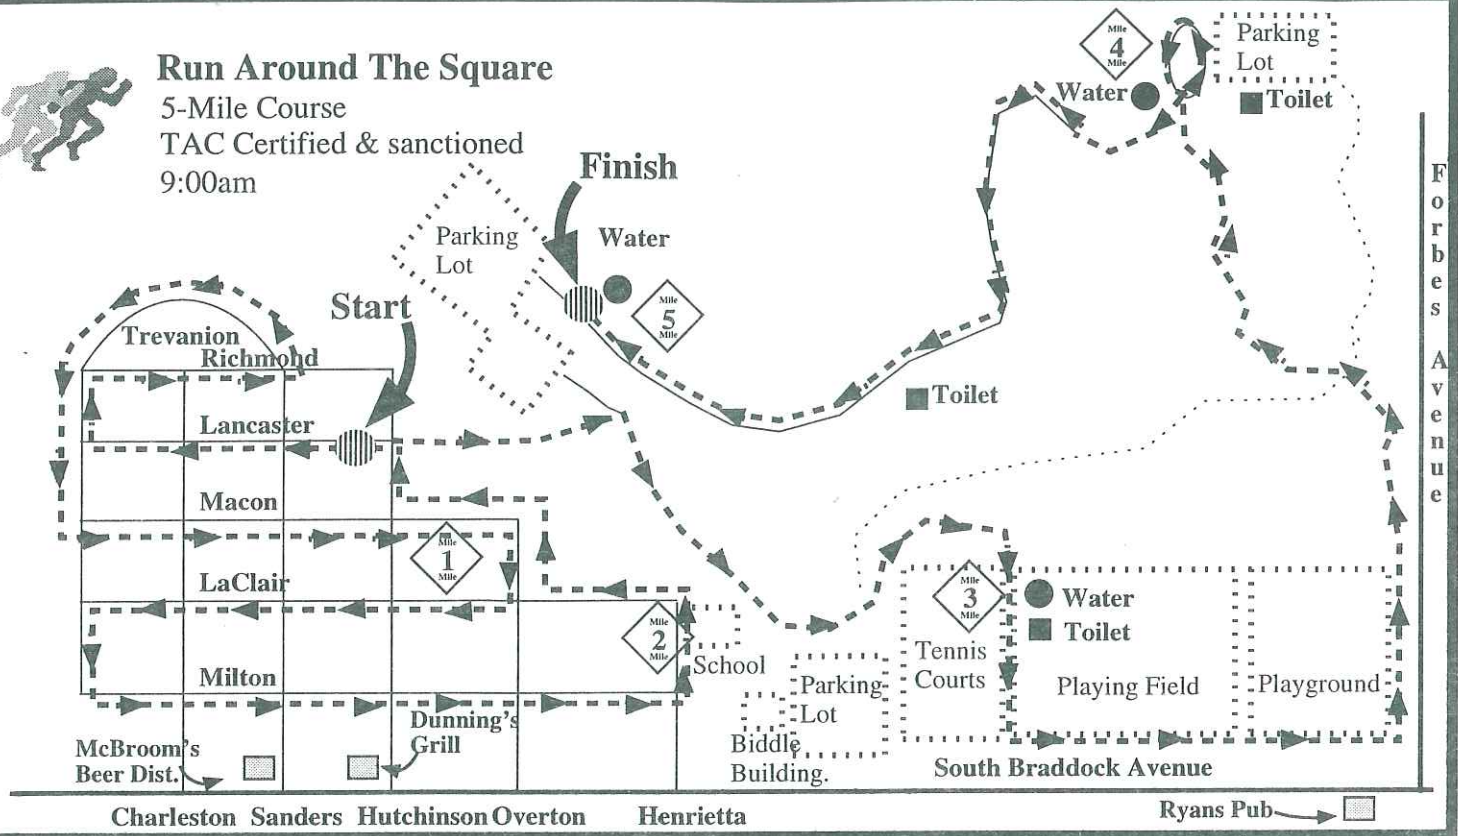 Run Around The Square
5-Mile Course
TAC Certified & sanctioned
9:00am
Finish
Water
Mile
5
Mile
Parking
Lot
Start
Mile
4
Mile
Water
Parking
Lot
Toilet
Forbes Avenue
Toilet
Trevanion
Richmond
Lancaster
Macon
LaClair
Milton
Mile
1
Mile
Mile
2
Mile
School
Mile
3
Mile
Water
Toilet
Tennis
Courts
Playing Field
Playground
Parking
Lot
Biddle
Building.
South Braddock Avenue
Dunning's
Grill
McBroom's
Beer Dist.
Charleston Sanders Hutchinson Overton Henrietta
Ryans Pub